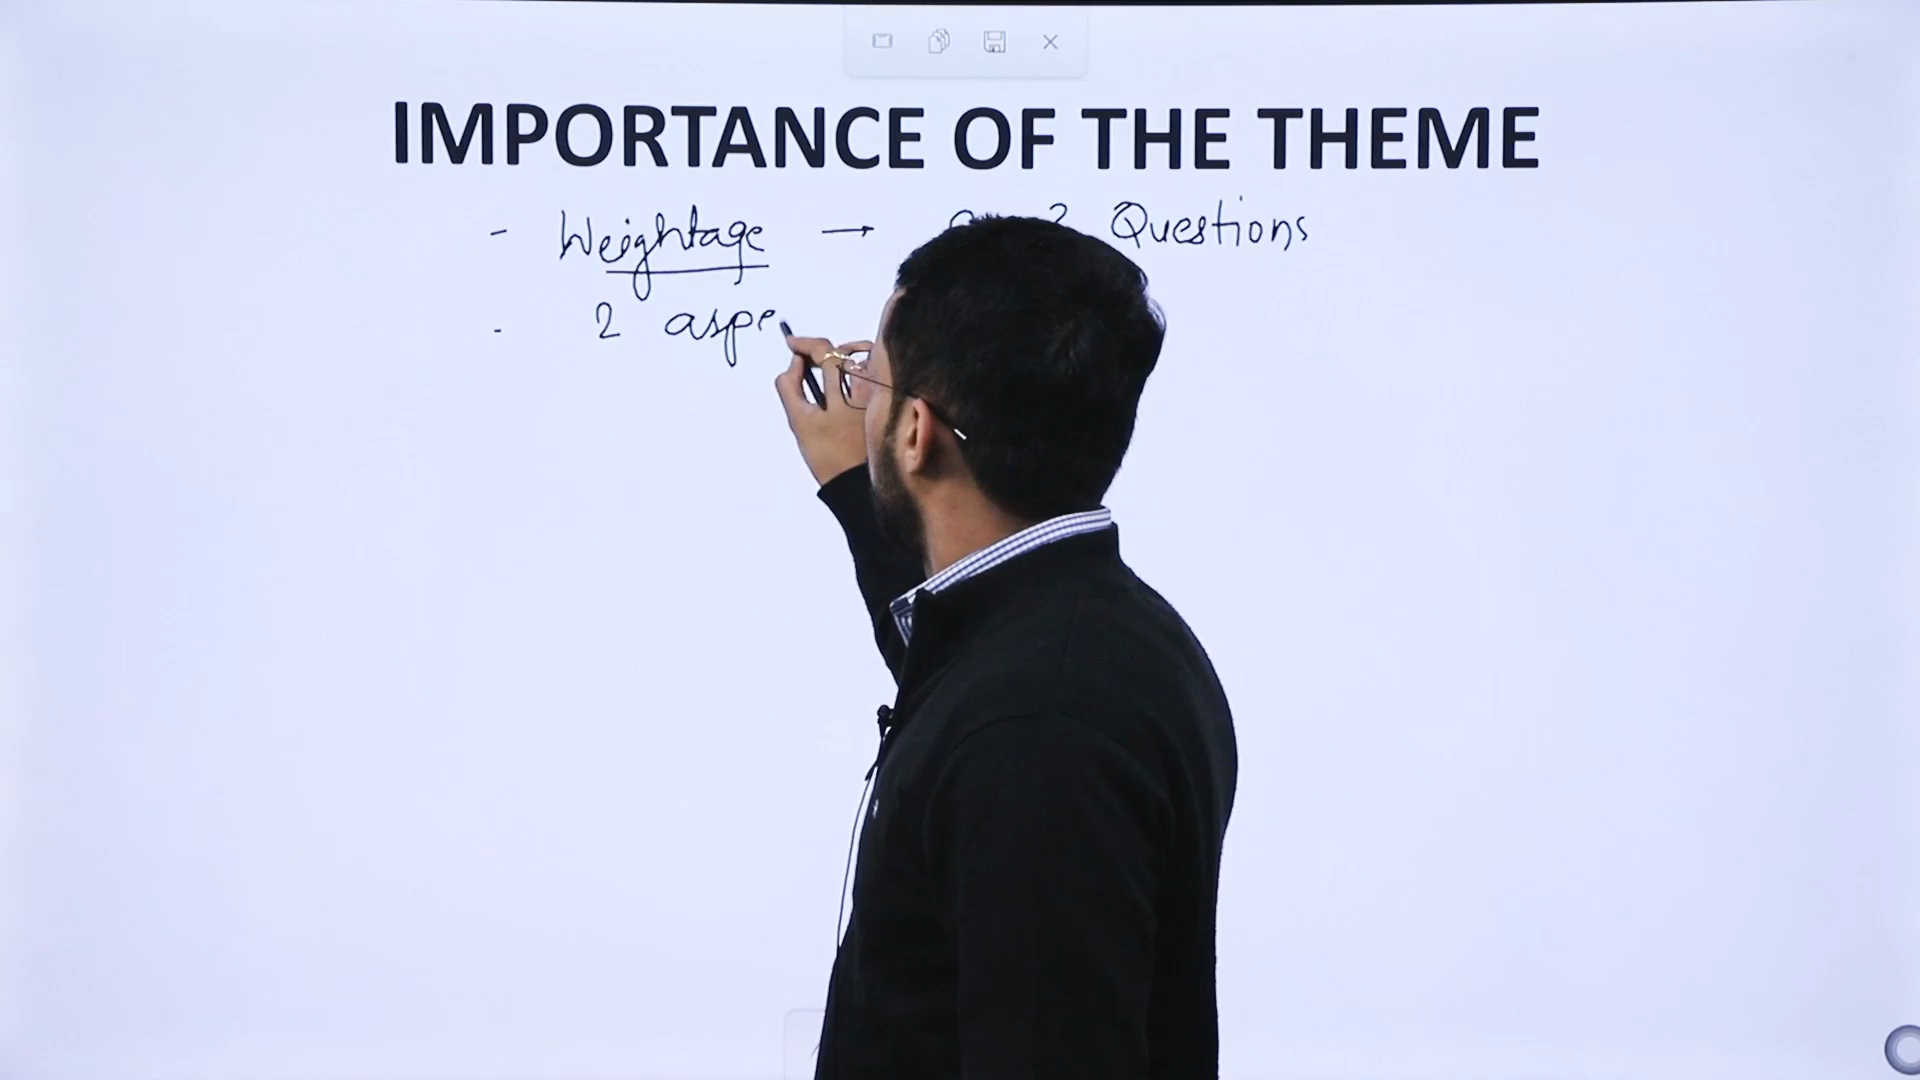 IMPORTANCE OF THE THEME
- Weightage → Questions
- 2 aspe